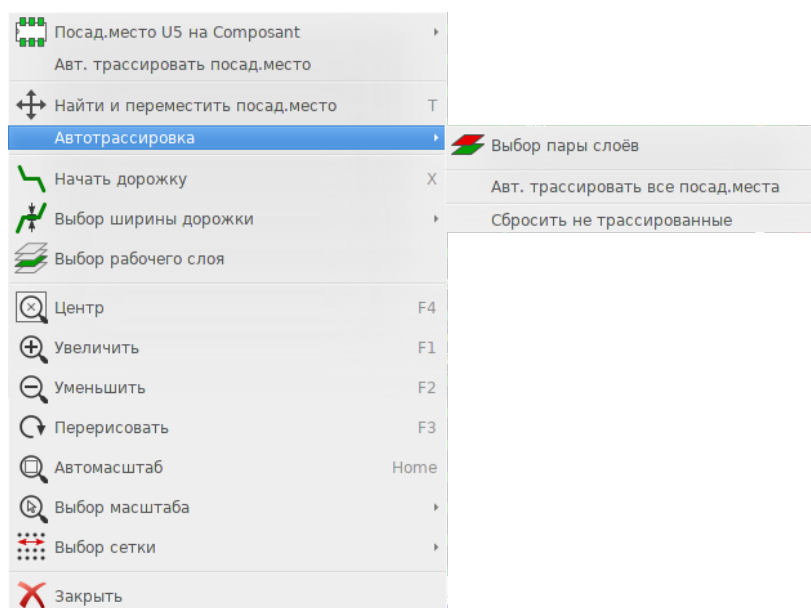 Посад.место U5 на Composant
Авт. трассировать посад.место
Найти и переместить посад.место T
Автотрассировка
Выбор пары слоёв
Начать дорожку X
Авт. трассировать все посад.места
Выбор ширины дорожки
Сбросить не трассированные
Выбор рабочего слоя
Центр F4
Увеличить F1
Уменьшить F2
Перерисовать F3
Автомасштаб Home
Выбор масштаба
Выбор сетки
Закрыть